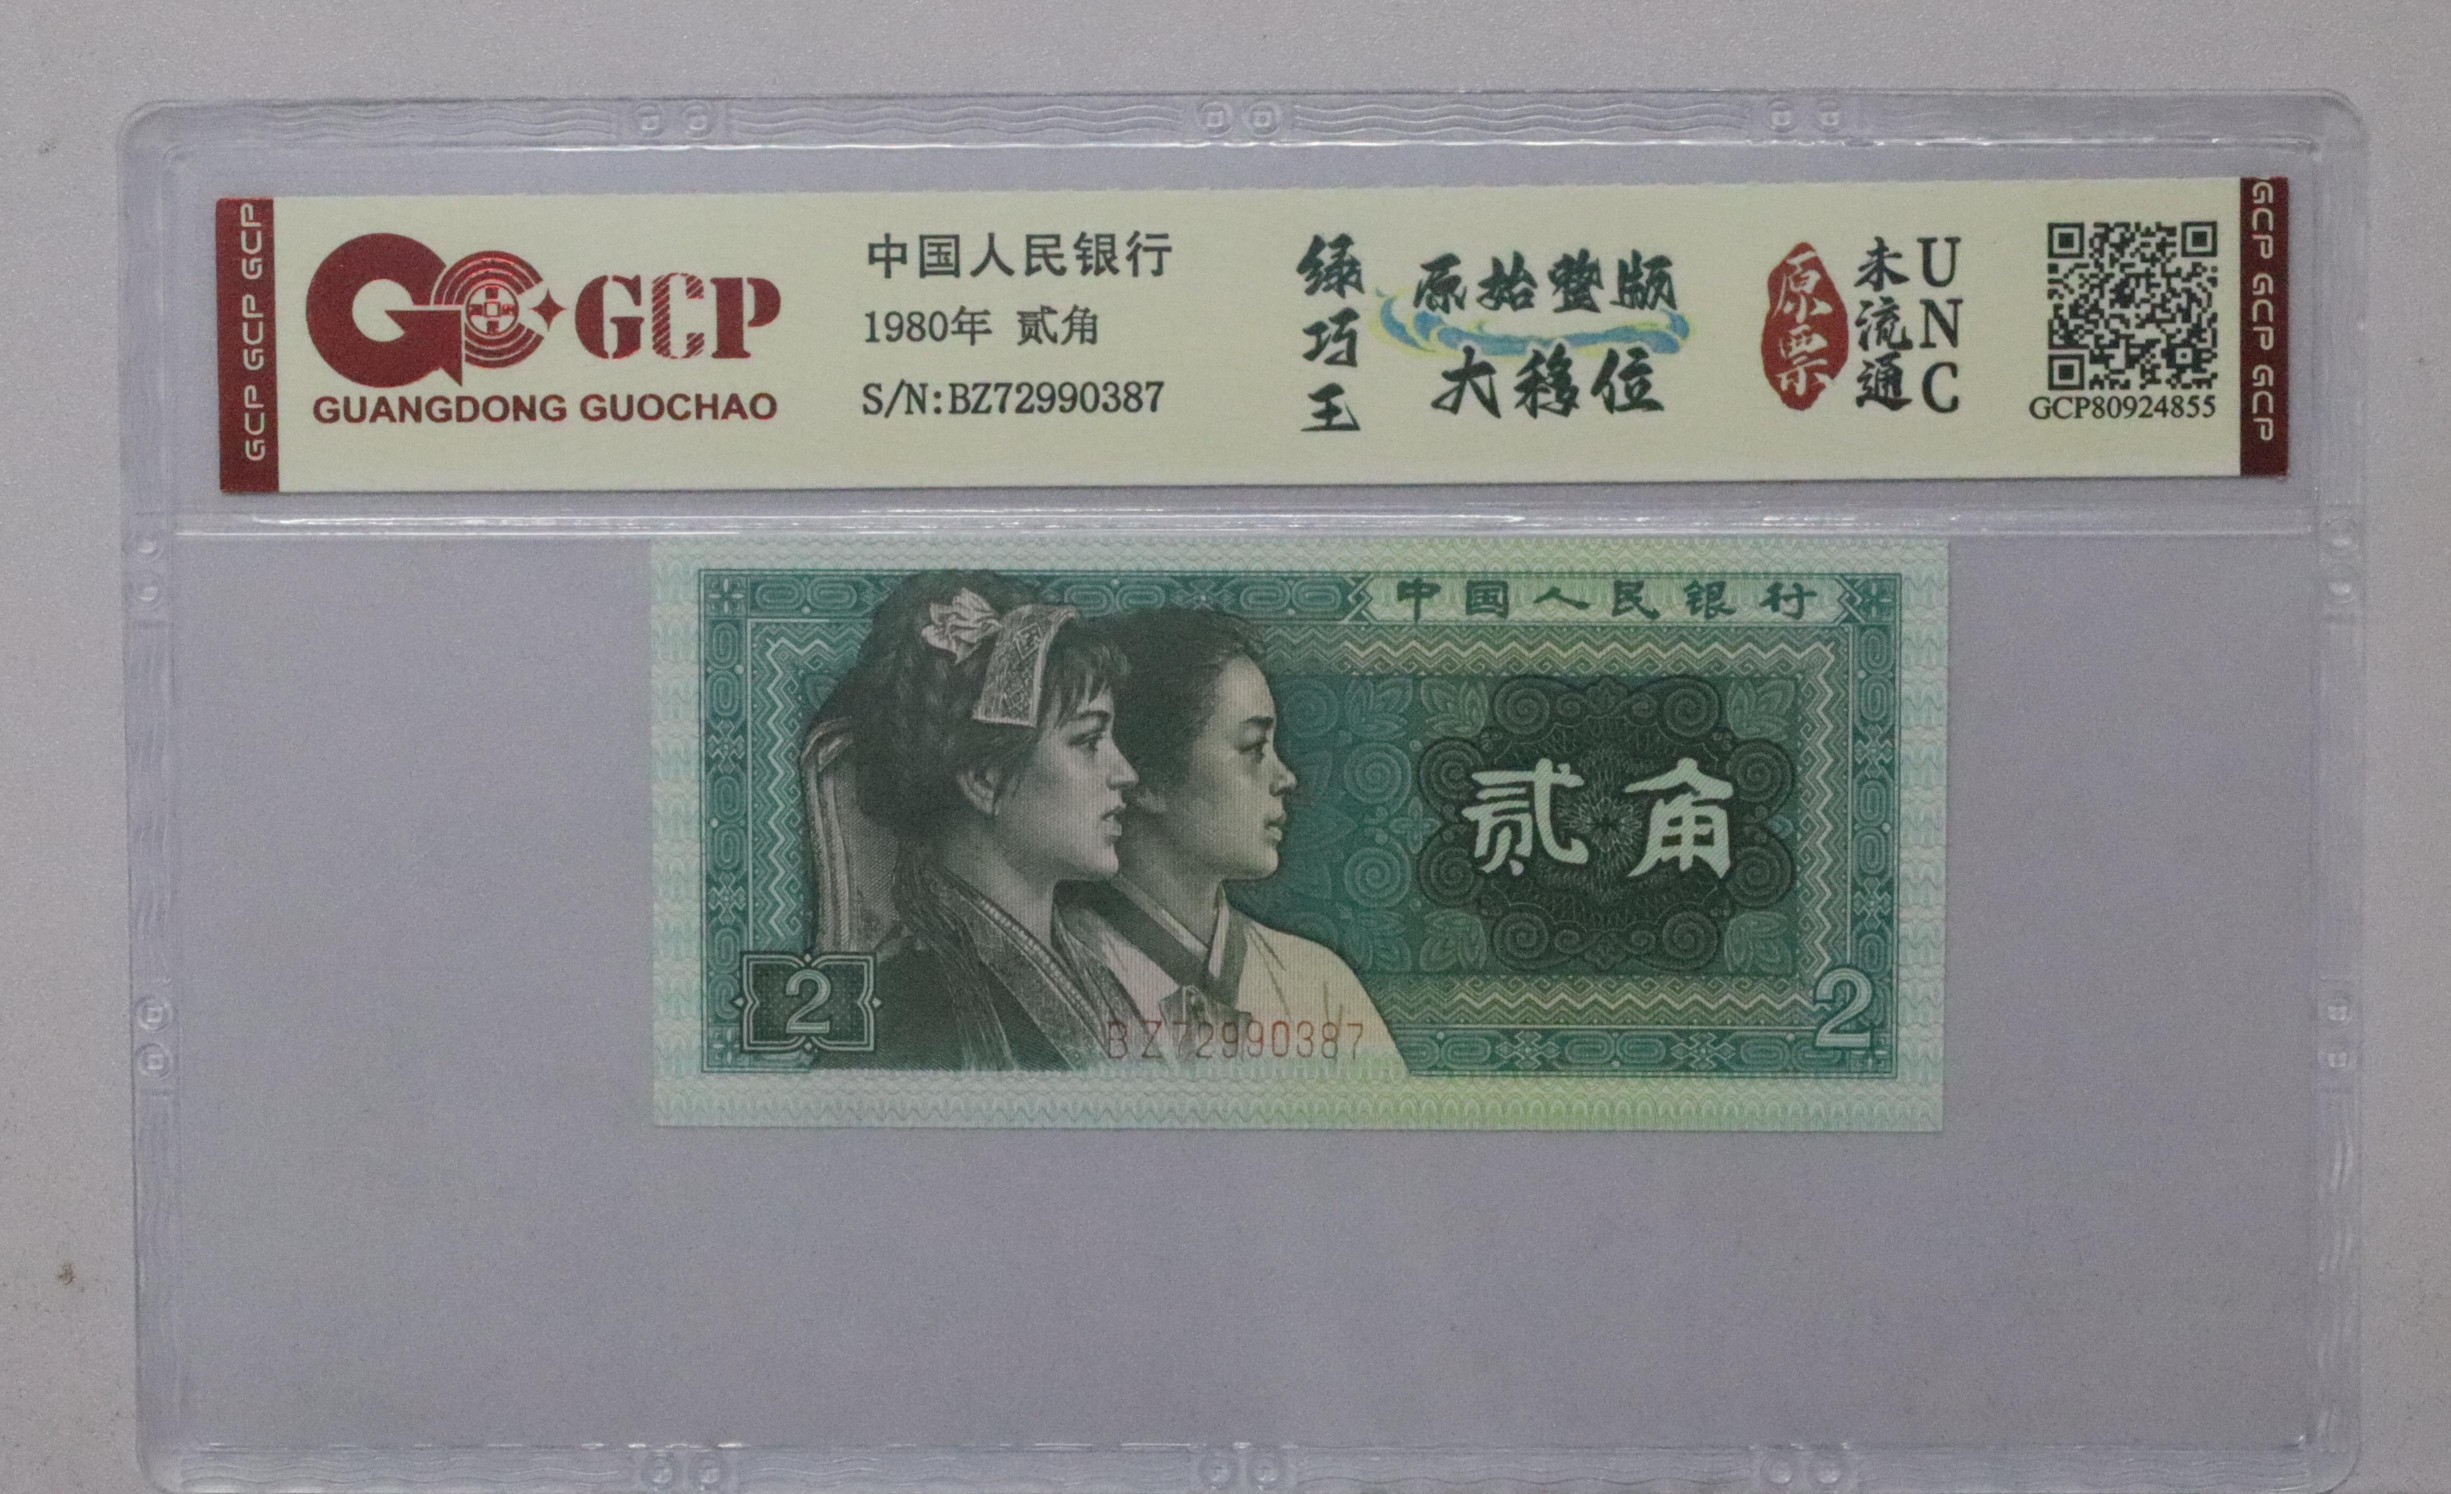 GCP GCP GCP
GCP
GUANGDONG GUOCHAO
中国人民银行
1980年 贰角
S/N:BZ72990387
绿巧王
原始整版
大移位
原票
未流通
UNC
GCP80924855
GCP GCP GCP
中国人民银行
贰角
2
2
BZ72990387